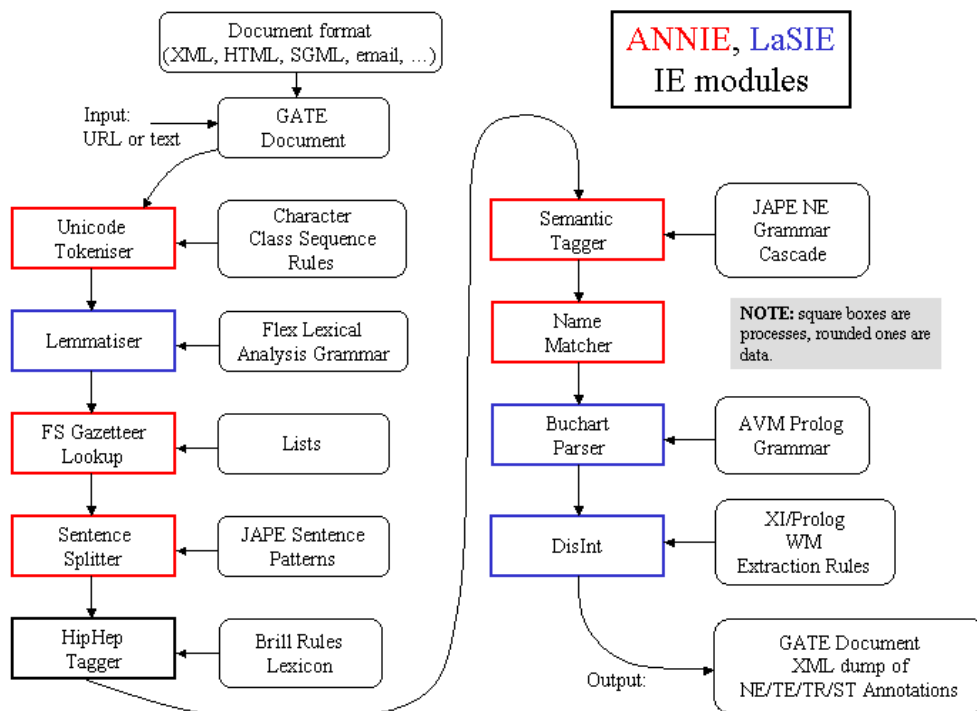 Document format
(XML, HTML, SGML, email, ...)
ANNIE, LaSIE
IE modules
Input:
URL or text
GATE
Document
Unicode
Tokeniser
Character
Class Sequence
Rules
Lemmatiser
Flex Lexical
Analysis Grammar
FS Gazetteer
Lookup
Lists
Sentence
Splitter
JAPE Sentence
Patterns
HipHep
Tagger
Brill Rules
Lexicon
Semantic
Tagger
JAPE NE
Grammar
Cascade
Name
Matcher
NOTE: square boxes are
processes, rounded ones are
data.
Buchart
Parser
AVM Prolog
Grammar
DisInt
XI/Prolog
WM
Extraction Rules
Output:
GATE Document
XML dump of
NE/TE/TR/ST Annotations